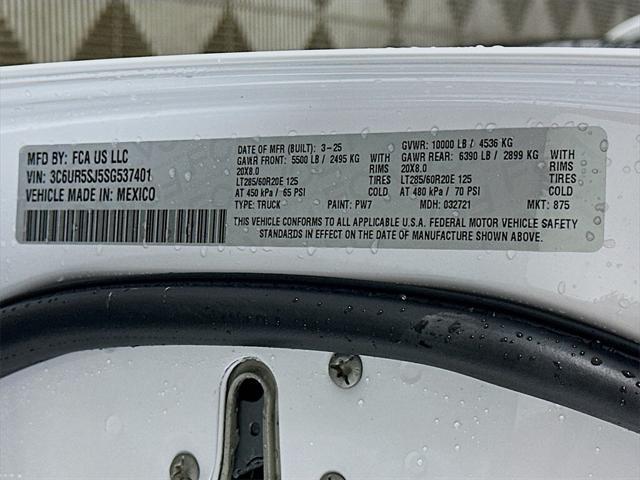 MFD BY: FCA US LLC
VIN: 3C6UR5SJ5SG537401
VEHICLE MADE IN: MEXICO
DATE OF MFR (BUILT): 3-25
GVWR: 10000 LB / 4536 KG
GAWR FRONT: 5500 LB / 2495 KG WITH
GAWR REAR: 6390 LB / 2899 KG WITH
20X8.0 RIMS
20X8.0 RIMS
LT285/60R20E 125 TIRES
LT285/60R20E 125 TIRES
AT 450 kPa / 65 PSI
AT 480 kPa / 70 PSI
TYPE: TRUCK PAINT: PW7 MDH: 032721 MKT: 875
THIS VEHICLE CONFORMS TO ALL APPLICABLE U.S.A. FEDERAL MOTOR VEHICLE SAFETY
STANDARDS IN EFFECT ON THE DATE OF MANUFACTURE SHOWN ABOVE.